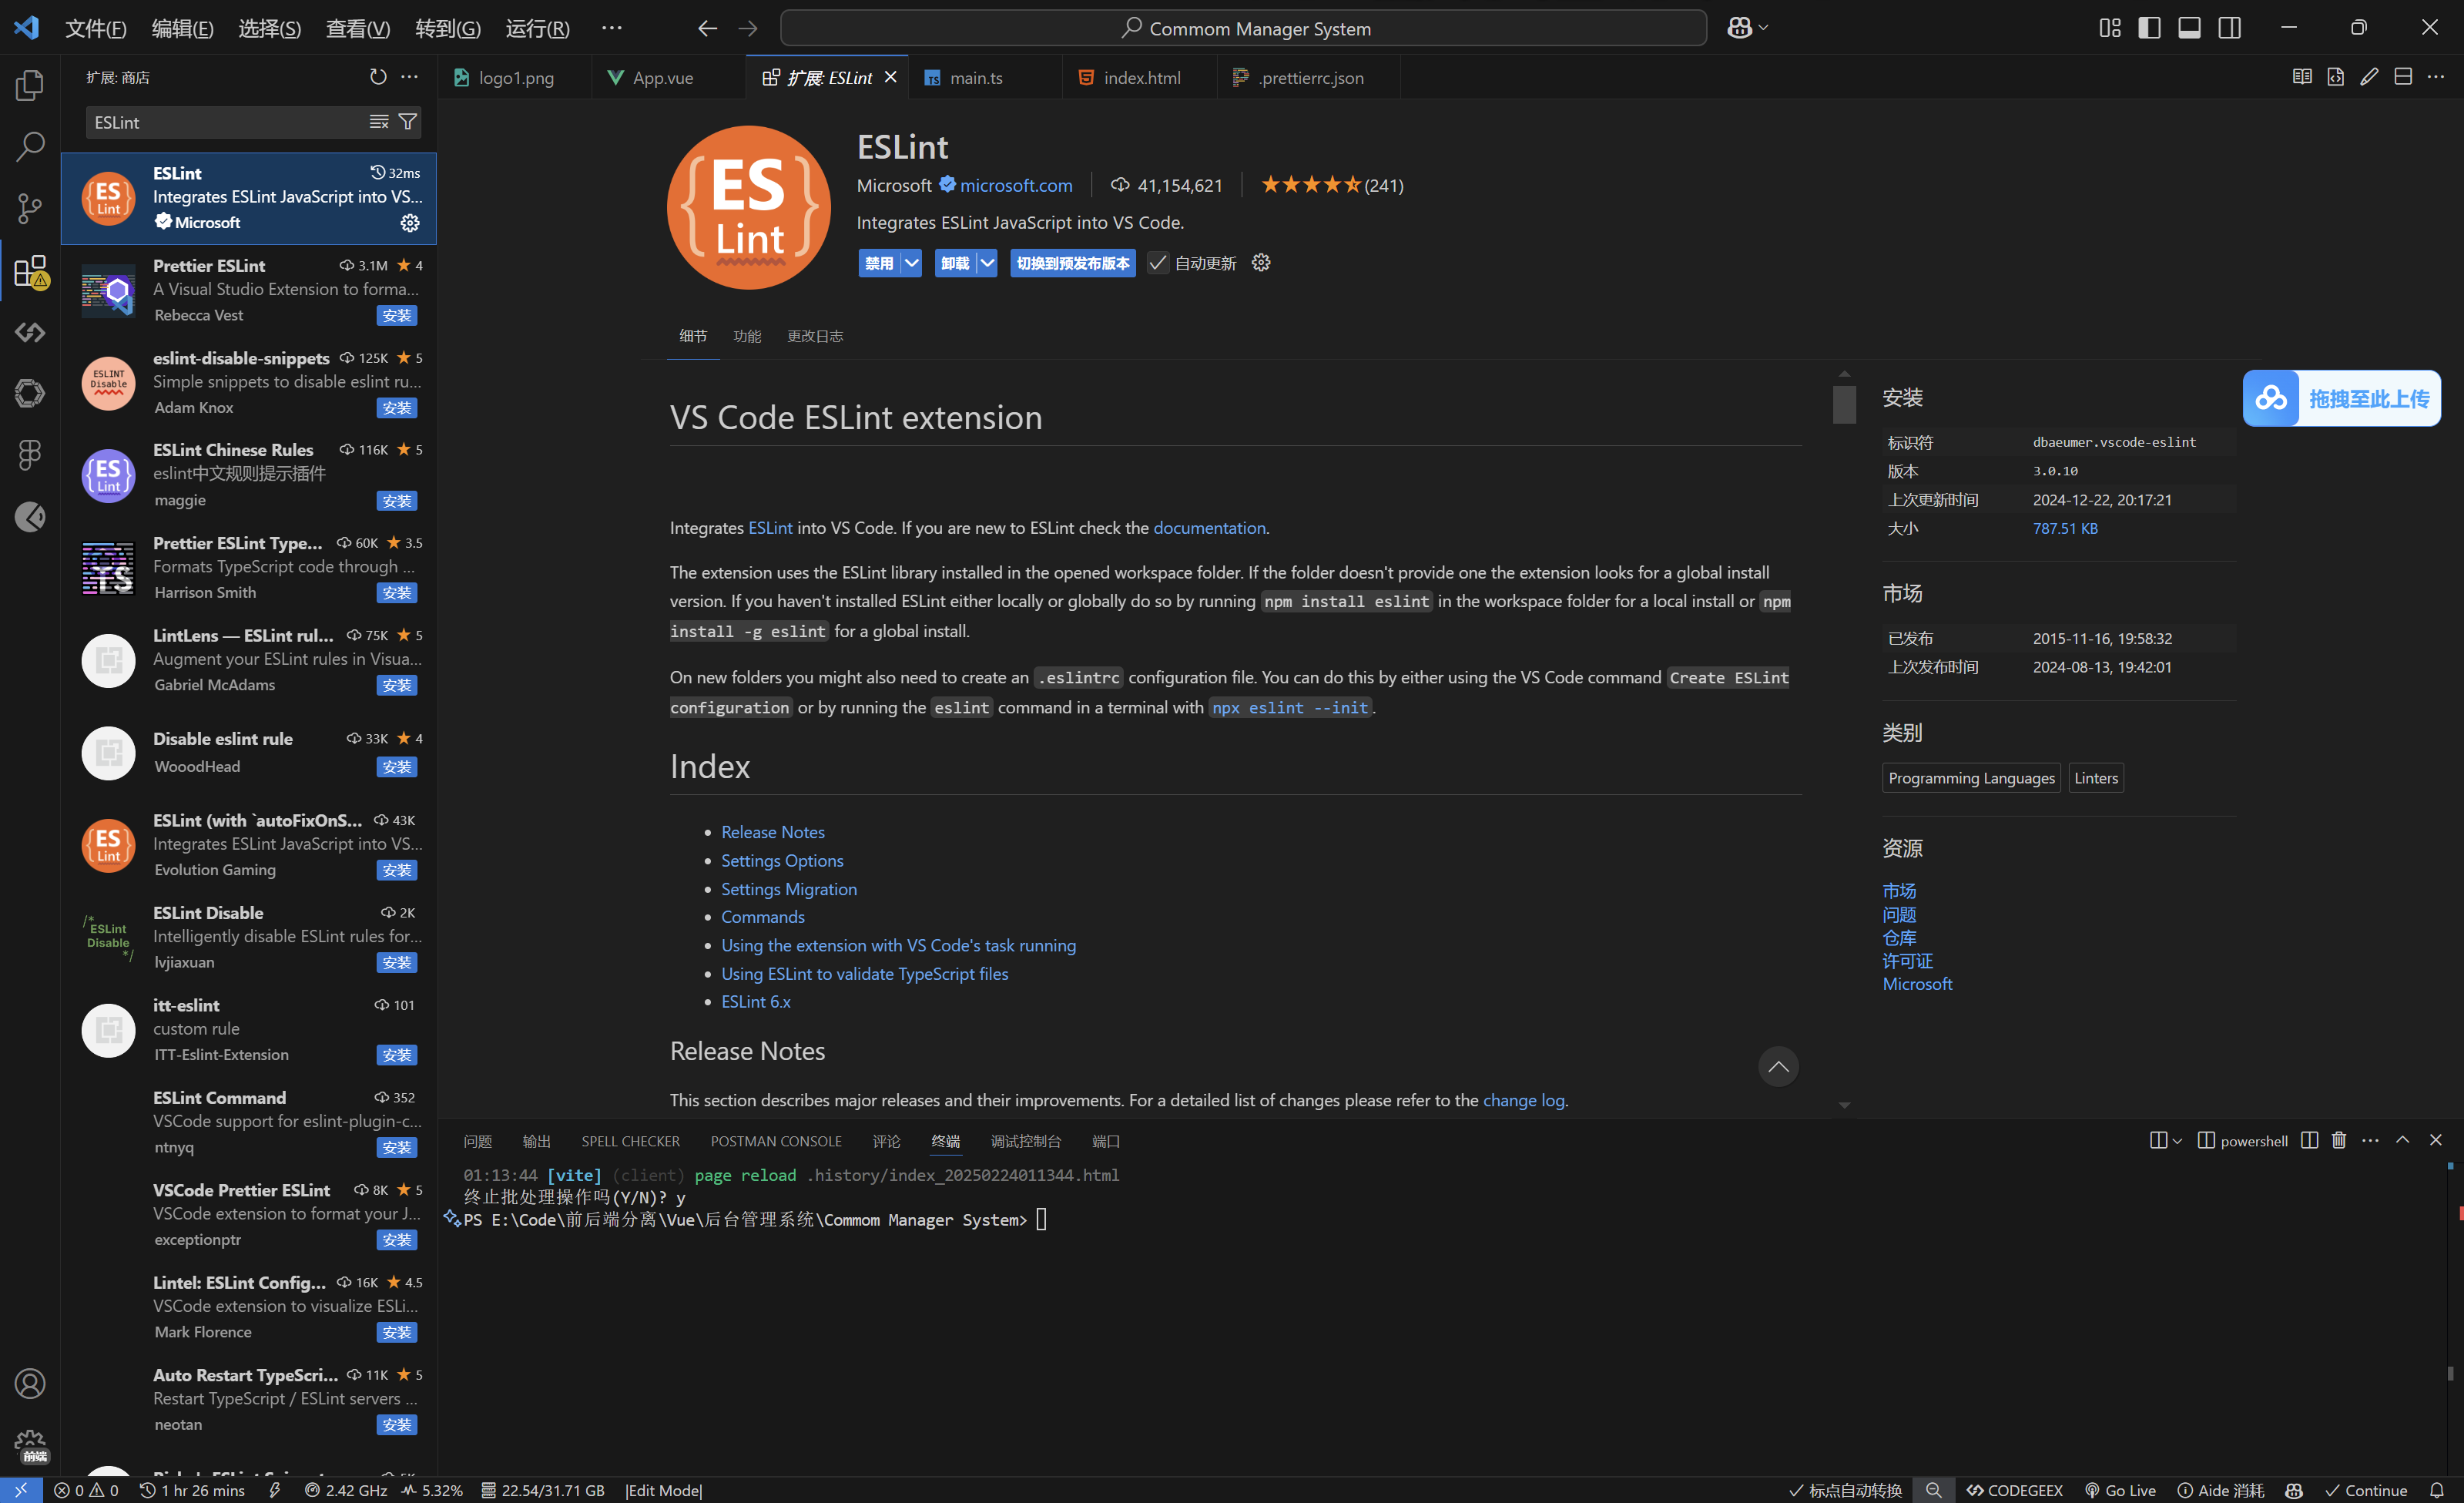 文件(F) 编辑(E) 选择(S) 查看(V) 转到(G) 运行(R) ··· Commom Manager System
扩展: 商店
logo1.png App.vue 扩展: ESLint main.ts index.html .prettierrc.json
ESLint
ESLint 32ms
Integrates ESLint JavaScript into VS...
Microsoft
Prettier ESLint 3.1M 4
A Visual Studio Extension to forma...
Rebecca Vest 安装
eslint-disable-snippets 125K 5
Simple snippets to disable eslint ru...
Adam Knox 安装
ESLint Chinese Rules 116K 5
eslint中文规则提示插件
maggie 安装
Prettier ESLint Type... 60K 3.5
Formats TypeScript code through ...
Harrison Smith 安装
LintLens — ESLint rul... 75K 5
Augment your ESLint rules in Visua...
Gabriel McAdams 安装
Disable eslint rule 33K 4
WooodHead 安装
ESLint (with `autoFixOnS... 43K
Integrates ESLint JavaScript into VS...
Evolution Gaming 安装
ESLint Disable 2K
Intelligently disable ESLint rules for...
lvjiaxuan 安装
itt-eslint 101
custom rule
ITT-Eslint-Extension 安装
ESLint Command 352
VSCode support for eslint-plugin-c...
ntnyq 安装
VSCode Prettier ESLint 8K 5
VSCode extension to format your J...
exceptionptr 安装
Lintel: ESLint Config... 16K 4.5
VSCode extension to visualize ESLi...
Mark Florence 安装
Auto Restart TypeScri... 11K 5
Restart TypeScript / ESLint servers ...
neotan 安装
前端
ES
Lint
ESLint
Microsoft microsoft.com 41,154,621 (241)
Integrates ESLint JavaScript into VS Code.
禁用 卸载 切换到预发布版本 自动更新
细节 功能 更改日志
VS Code ESLint extension
Integrates ESLint into VS Code. If you are new to ESLint check the documentation.
The extension uses the ESLint library installed in the opened workspace folder. If the folder doesn't provide one the extension looks for a global install
version. If you haven't installed ESLint either locally or globally do so by running npm install eslint in the workspace folder for a local install or npm
install -g eslint for a global install.
On new folders you might also need to create an .eslintrc configuration file. You can do this by either using the VS Code command Create ESLint
configuration or by running the eslint command in a terminal with npx eslint --init.
Index
Release Notes
Settings Options
Settings Migration
Commands
Using the extension with VS Code's task running
Using ESLint to validate TypeScript files
ESLint 6.x
Release Notes
This section describes major releases and their improvements. For a detailed list of changes please refer to the change log.
安装
拖拽至此上传
标识符 dbaeumer.vscode-eslint
版本 3.0.10
上次更新时间 2024-12-22, 20:17:21
大小 787.51 KB
市场
已发布 2015-11-16, 19:58:32
上次发布时间 2024-08-13, 19:42:01
类别
Programming Languages Linters
资源
市场
问题
仓库
许可证
Microsoft
问题 输出 SPELL CHECKER POSTMAN CONSOLE 评论 终端 调试控制台 端口 powershell
01:13:44 [vite] (client) page reload .history/index_20250224011344.html
终止批处理操作吗(Y/N)? y
PS E:\Code\前后端分离\Vue\后台管理系统\Commom Manager System>
0 0 1 hr 26 mins 2.42 GHz 5.32% 22.54/31.71 GB |Edit Mode| 标点自动转换 CODEGEEX Go Live Aide 消耗 Continue